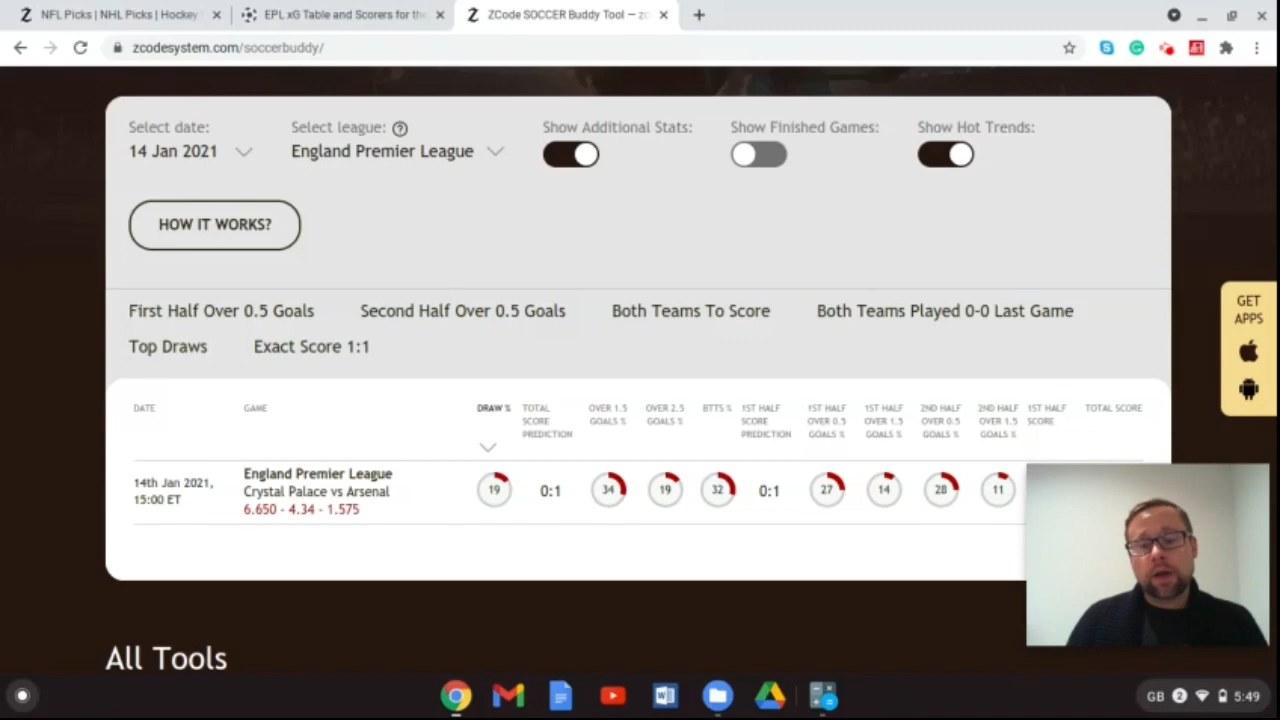 NFL Picks | NHL Picks | Hockey
EPL xG Table and Scorers for the
ZCode SOCCER Buddy Tool — zc
zcodesystem.com/soccerbuddy/
Select date:
14 Jan 2021
Select league:
England Premier League
Show Additional Stats:
Show Finished Games:
Show Hot Trends:
HOW IT WORKS?
First Half Over 0.5 Goals
Second Half Over 0.5 Goals
Both Teams To Score
Both Teams Played 0-0 Last Game
Top Draws
Exact Score 1:1
GET
APPS
DATE
GAME
DRAW %
TOTAL
SCORE
PREDICTION
OVER 1.5
GOALS %
OVER 2.5
GOALS %
BTTS %
1ST HALF
SCORE
PREDICTION
1ST HALF
OVER 0.5
GOALS %
1ST HALF
OVER 1.5
GOALS %
2ND HALF
OVER 0.5
GOALS %
2ND HALF
OVER 1.5
GOALS %
1ST HALF
SCORE
TOTAL SCORE
14th Jan 2021,
15:00 ET
England Premier League
Crystal Palace vs Arsenal
6.650 - 4.34 - 1.575
19
0:1
34
19
32
0:1
27
14
28
11
All Tools
GB
2
5:49